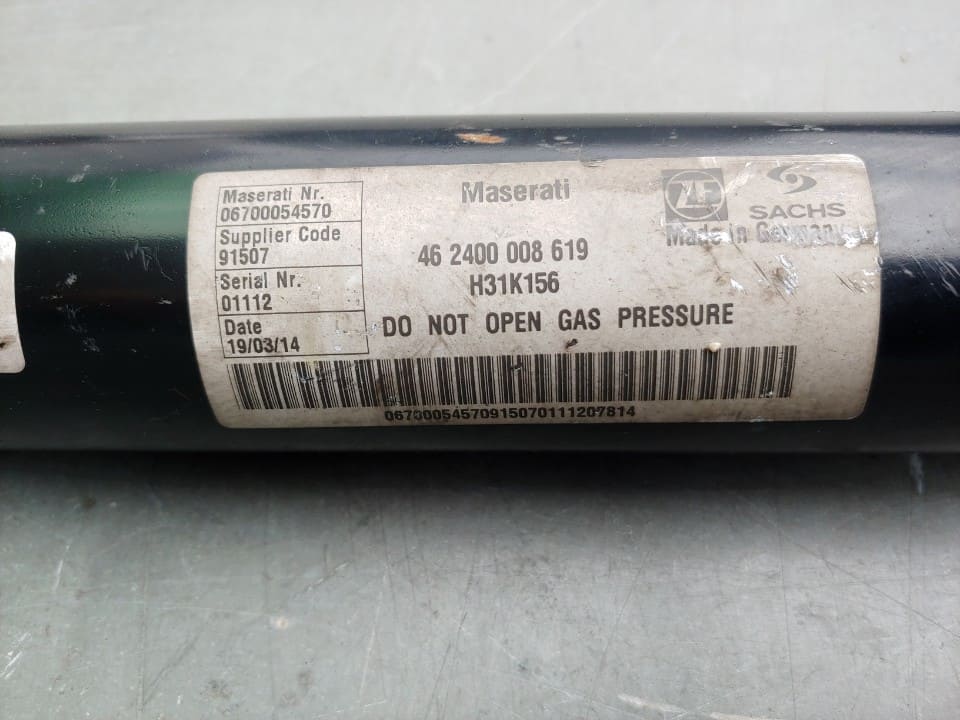 Maserati Nr.
06700054570
Supplier Code
91507
Serial Nr.
01112
Date
19/03/14
Maserati
46 2400 008 619
H31K156
DO NOT OPEN GAS PRESSURE
ZF
SACHS
Made in Germany
06700054570915070111207814